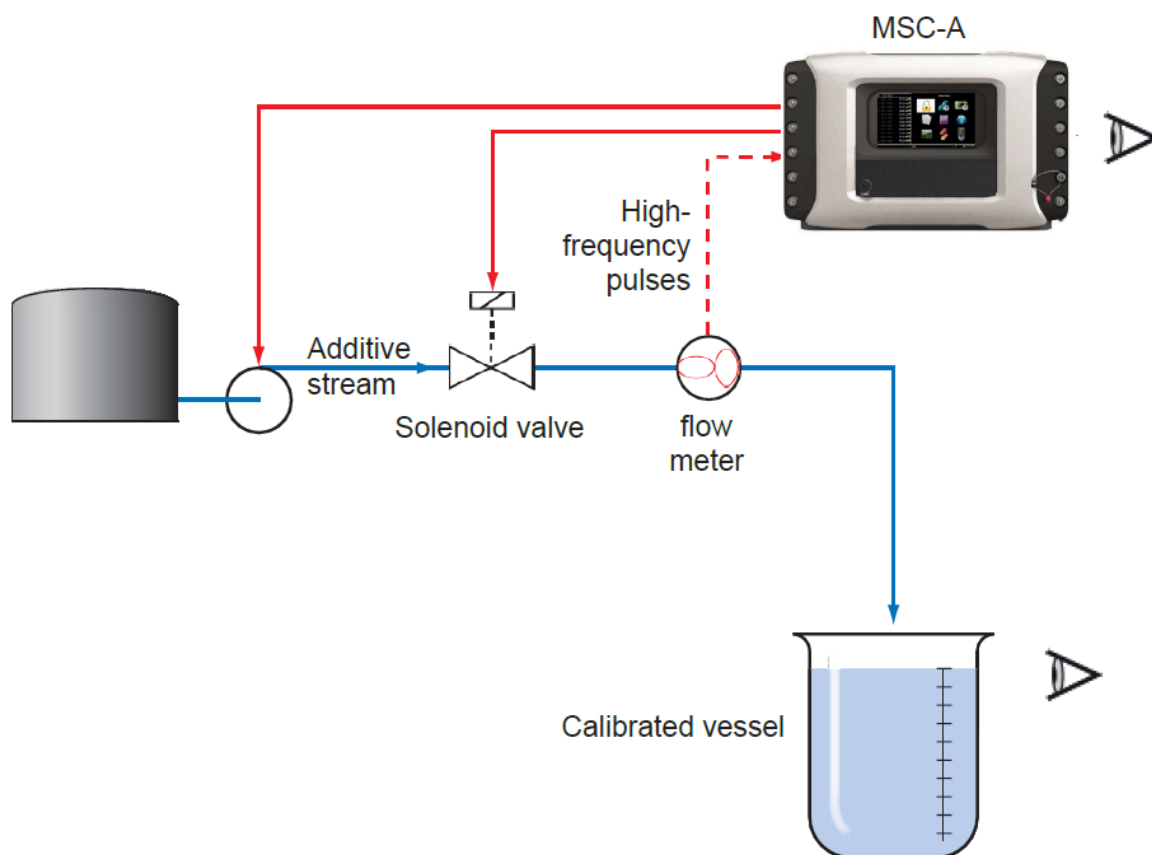 MSC-A
High-
frequency
pulses
Additive
stream
Solenoid valve
flow
meter
Calibrated vessel